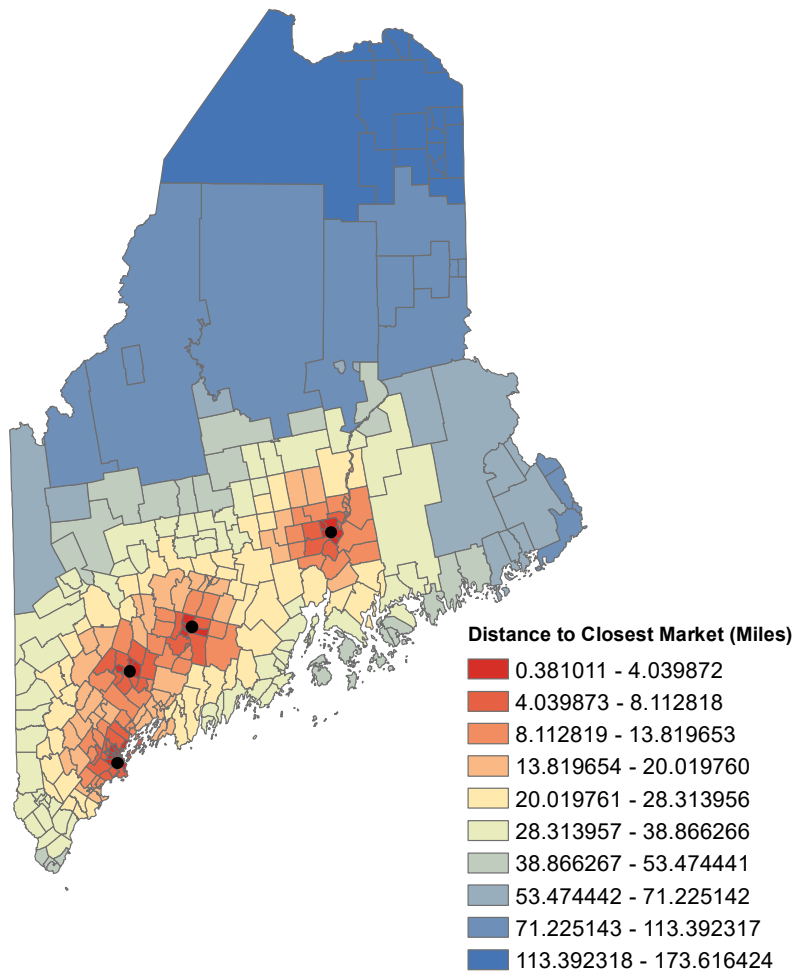 Distance to Closest Market (Miles)
0.381011 - 4.039872
4.039873 - 8.112818
8.112819 - 13.819653
13.819654 - 20.019760
20.019761 - 28.313956
28.313957 - 38.866266
38.866267 - 53.474441
53.474442 - 71.225142
71.225143 - 113.392317
113.392318 - 173.616424